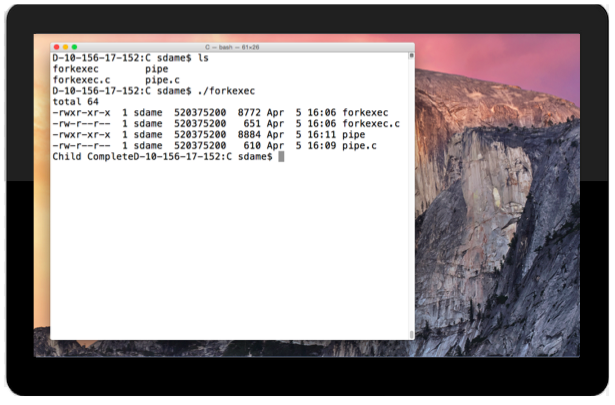 C — bash — 61×26
D-10-156-17-152:C sdame$ ls
forkexec        pipe
forkexec.c      pipe.c
D-10-156-17-152:C sdame$ ./forkexec
total 64
-rwxr-xr-x  1 sdame  520375200  8772 Apr  5 16:06 forkexec
-rw-r--r--  1 sdame  520375200   651 Apr  5 16:06 forkexec.c
-rwxr-xr-x  1 sdame  520375200  8884 Apr  5 16:11 pipe
-rw-r--r--  1 sdame  520375200   610 Apr  5 16:09 pipe.c
Child CompleteD-10-156-17-152:C sdame$